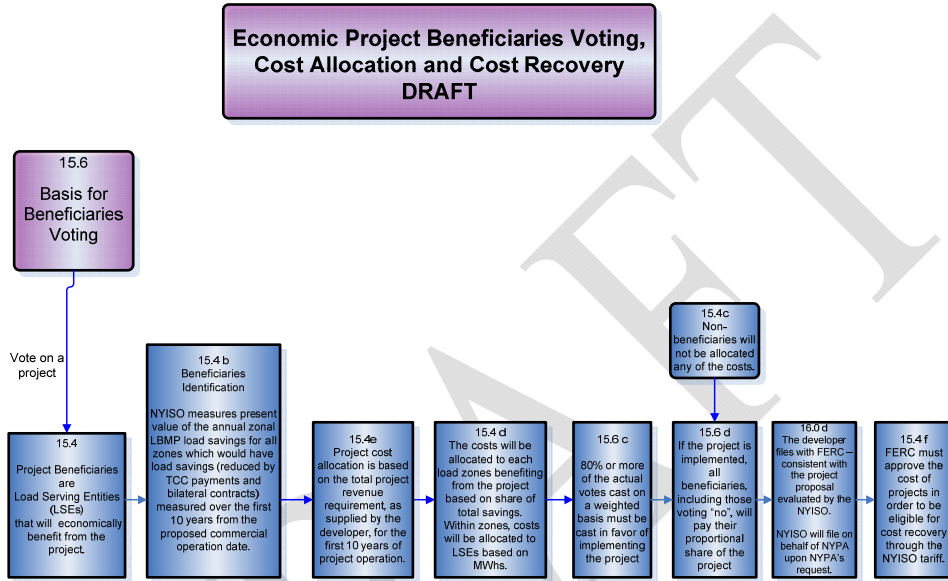 Economic Project Beneficiaries Voting,
Cost Allocation and Cost Recovery
DRAFT
15.6
Basis for
Beneficiaries
Voting
Vote on a
project
15.4
Project Beneficiaries
are
Load Serving Entities
(LSEs)
that will economically
benefit from the
project.
15.4 b
Beneficiaries
Identification
NYISO measures present
value of the annual zonal
LBMP load savings for all
zones which would have
load savings (reduced by
TCC payments and
bilateral contracts)
measured over the first
10 years from the
proposed commercial
operation date.
15.4e
Project cost
allocation is based
on the total project
revenue
requirement, as
supplied by the
developer, for the
first 10 years of
project operation.
15.4 d
The costs will be
allocated to each
load zones benefiting
from the project
based on share of
total savings.
Within zones, costs
will be allocated to
LSEs based on
MWhs.
15.6 c
80% or more
of the actual
votes cast on
a weighted
basis must be
cast in favor of
implementing
the project
15.4c
Non-
beneficiaries will
not be allocated
any of the costs.
15.6 d
If the project is
implemented,
all
beneficiaries,
including those
voting “no”, will
pay their
proportional
share of the
project
16.0 d
The developer
files with FERC–
consistent with
the project
proposal
evaluated by the
NYISO.
NYISO will file on
behalf of NYPA
upon NYPA’s
request.
15.4 f
FERC must
approve the
cost of
projects in
order to be
eligible for
cost recovery
through the
NYISO tariff.
DRAFT